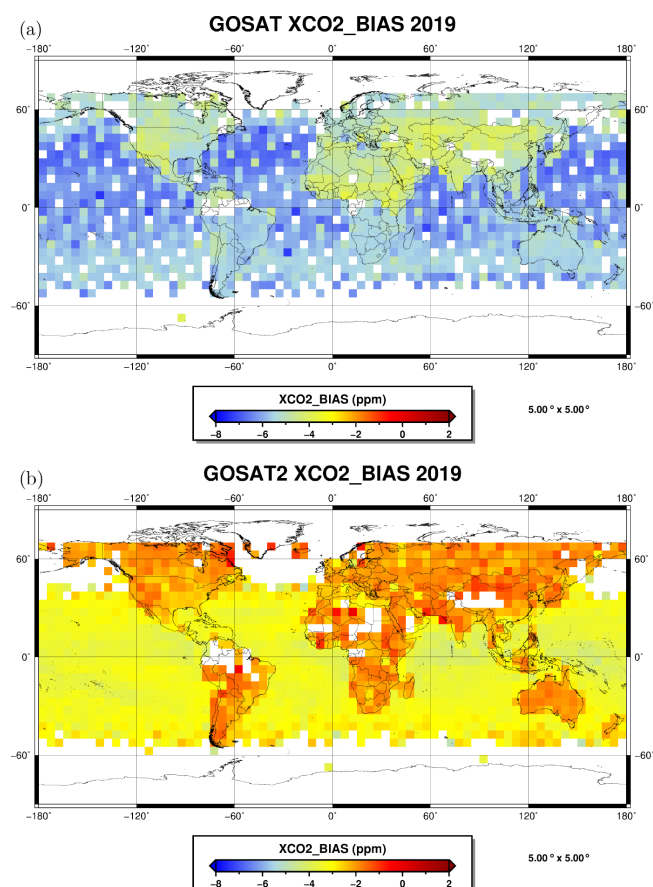 (a)
GOSAT XCO2_BIAS 2019
−180˚ −120˚ −60˚ 0˚ 60˚ 120˚ 180˚
60˚ 60˚
0˚ 0˚
−60˚ −60˚
−180˚ −120˚ −60˚ 0˚ 60˚ 120˚ 180˚
XCO2_BIAS (ppm)
−8 −6 −4 −2 0 2
5.00 ° x 5.00 °
(b)
GOSAT2 XCO2_BIAS 2019
−180˚ −120˚ −60˚ 0˚ 60˚ 120˚ 180˚
60˚ 60˚
0˚ 0˚
−60˚ −60˚
−180˚ −120˚ −60˚ 0˚ 60˚ 120˚ 180˚
XCO2_BIAS (ppm)
−8 −6 −4 −2 0 2
5.00 ° x 5.00 °